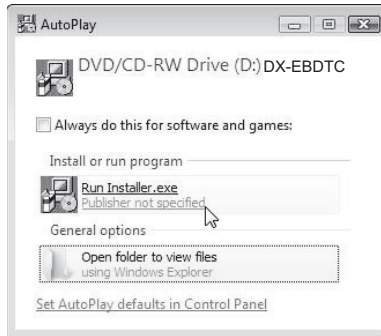 AutoPlay
DVD/CD-RW Drive (D:) DX-EBDTC
Always do this for software and games:
Install or run program
Run Installer.exe
Publisher not specified
General options
Open folder to view files
using Windows Explorer
Set AutoPlay defaults in Control Panel